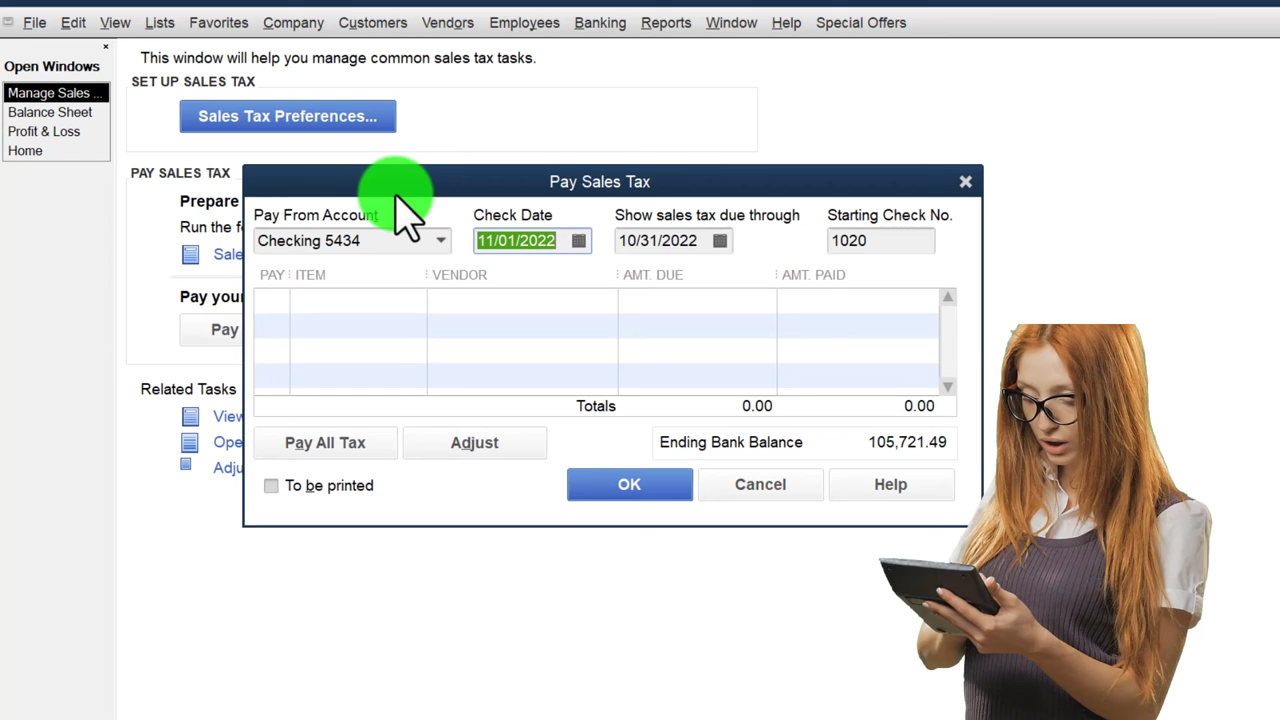 File Edit View Lists Favorites Company Customers Vendors Employees Banking Reports Window Help Special Offers
Open Windows
Manage Sales ...
Balance Sheet
Profit & Loss
Home
This window will help you manage common sales tax tasks.
SET UP SALES TAX
Sales Tax Preferences...
PAY SALES TAX
Prepare
Run the f
Sale
Pay your
Pay
Related Tasks
View
Ope
Adju
Pay Sales Tax
Pay From Account Check Date Show sales tax due through Starting Check No.
Checking 5434 11/01/2022 10/31/2022 1020
PAY ITEM VENDOR AMT. DUE AMT. PAID
Totals 0.00 0.00
Pay All Tax Adjust Ending Bank Balance 105,721.49
To be printed OK Cancel Help